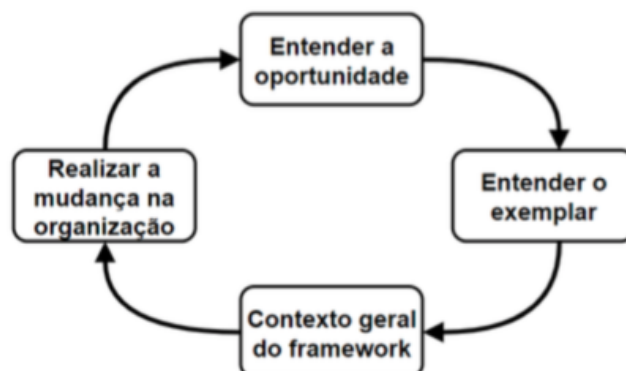 Entender a
oportunidade
Entender o
exemplar
Contexto geral
do framework
Realizar a
mudança na
organização